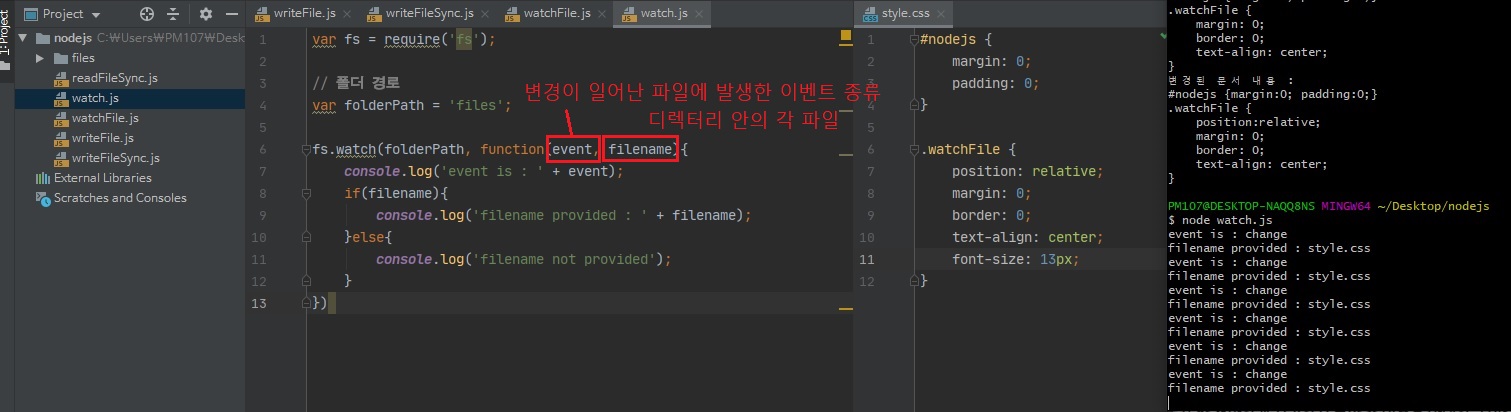 1: Project
Project
nodejs C:₩Users₩PM107₩Desk
files
readFileSync.js
watch.js
watchFile.js
writeFile.js
writeFileSync.js
External Libraries
Scratches and Consoles
writeFile.js
writeFileSync.js
watchFile.js
watch.js
1 var fs = require('fs');
2
3 // 폴더 경로
4 var folderPath = 'files';
5
6 fs.watch(folderPath, function(event, filename){
7 console.log('event is : ' + event);
8 if(filename){
9 console.log('filename provided : ' + filename);
10 }else{
11 console.log('filename not provided');
12 }
13 })
변경이 일어난 파일에 발생한 이벤트 종류
디렉터리 안의 각 파일
style.css
1 #nodejs {
2 margin: 0;
3 padding: 0;
4 }
5
6 .watchFile {
7 position: relative;
8 margin: 0;
9 border: 0;
10 text-align: center;
11 font-size: 13px;
12 }
.watchFile {
margin: 0;
border: 0;
text-align: center;
}
변경된 문서 내용 :
#nodejs {margin:0; padding:0;}
.watchFile {
position:relative;
margin: 0;
border: 0;
text-align: center;
}
PM107@DESKTOP-NAQQ8NS MINGW64 ~/Desktop/nodejs
$ node watch.js
event is : change
filename provided : style.css
event is : change
filename provided : style.css
event is : change
filename provided : style.css
event is : change
filename provided : style.css
event is : change
filename provided : style.css
event is : change
filename provided : style.css